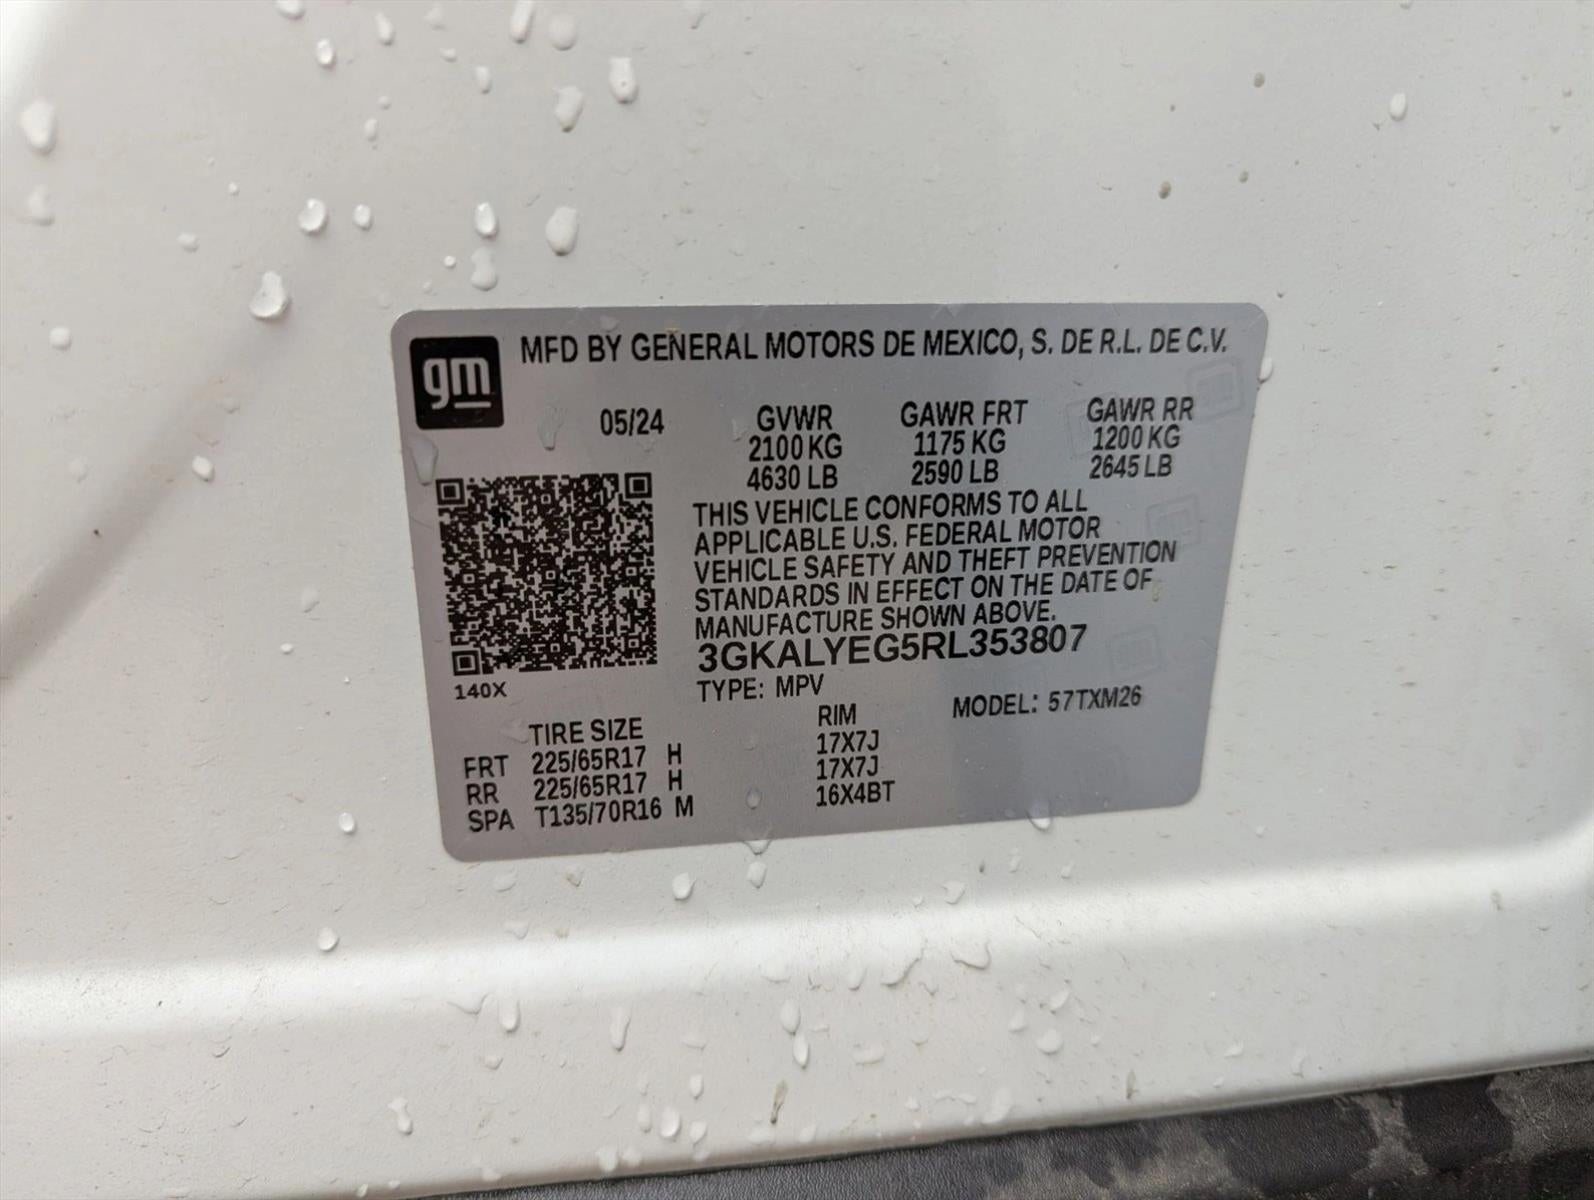 gm
MFD BY GENERAL MOTORS DE MEXICO, S. DE R.L. DE C.V.
05/24 GVWR GAWR FRT GAWR RR
2100 KG 1175 KG 1200 KG
4630 LB 2590 LB 2645 LB
THIS VEHICLE CONFORMS TO ALL
APPLICABLE U.S. FEDERAL MOTOR
VEHICLE SAFETY AND THEFT PREVENTION
STANDARDS IN EFFECT ON THE DATE OF
MANUFACTURE SHOWN ABOVE.
3GKALYEG5RL353807
140X
TYPE: MPV MODEL: 57TXM26
TIRE SIZE RIM
FRT 225/65R17 H 17X7J
RR 225/65R17 H 17X7J
SPA T135/70R16 M 16X4BT